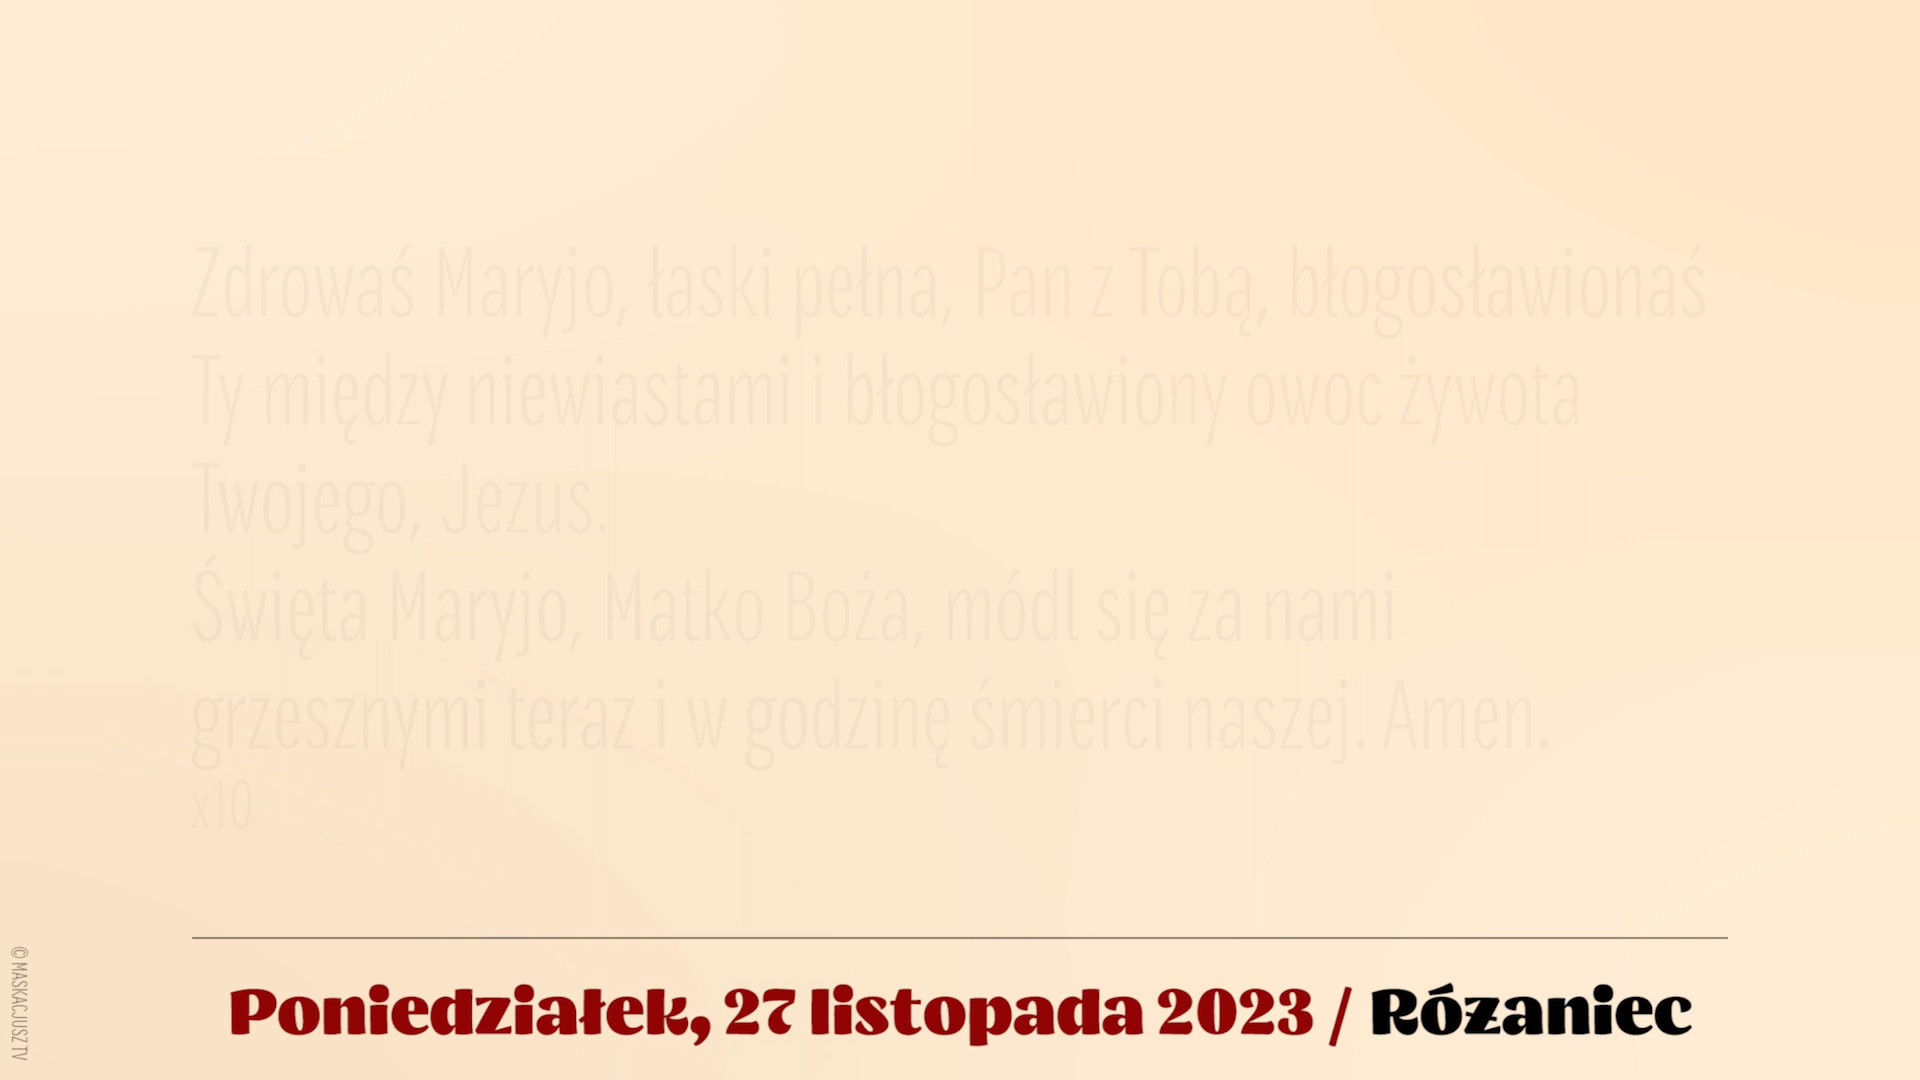 Zdrowaś Maryjo, łaski pełna, Pan z Tobą, błogosławionaś
Ty między niewiastami i błogosławiony owoc żywota
Twojego, Jezus.
Święta Maryjo, Matko Boża, módl się za nami
grzesznymi teraz i w godzinę śmierci naszej. Amen.
x10
Poniedziałek, 27 listopada 2023 / Różaniec
© MASKACJUSZ TV